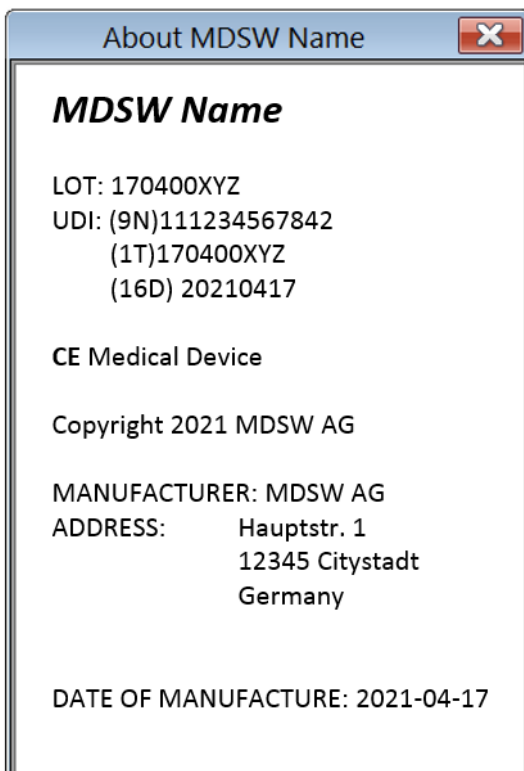 About MDSW Name
MDSW Name
LOT: 170400XYZ
UDI: (9N)111234567842
(1T)170400XYZ
(16D) 20210417
CE Medical Device
Copyright 2021 MDSW AG
MANUFACTURER: MDSW AG
ADDRESS: Hauptstr. 1
12345 Citystadt
Germany
DATE OF MANUFACTURE: 2021-04-17